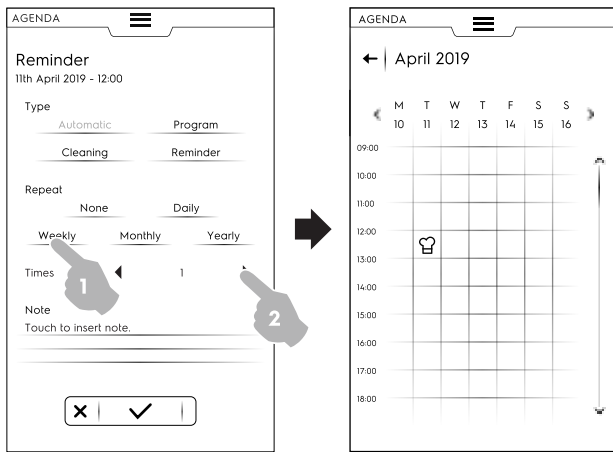 AGENDA
Reminder
11th April 2019 - 12:00
Type
Automatic Program
Cleaning Reminder
Repeat
None Daily
Weekly Monthly Yearly
Times 1
1
2
Note
Touch to insert note.
AGENDA
April 2019
M T W T F S S
10 11 12 13 14 15 16
09:00
10:00
11:00
12:00
13:00
14:00
15:00
16:00
17:00
18:00